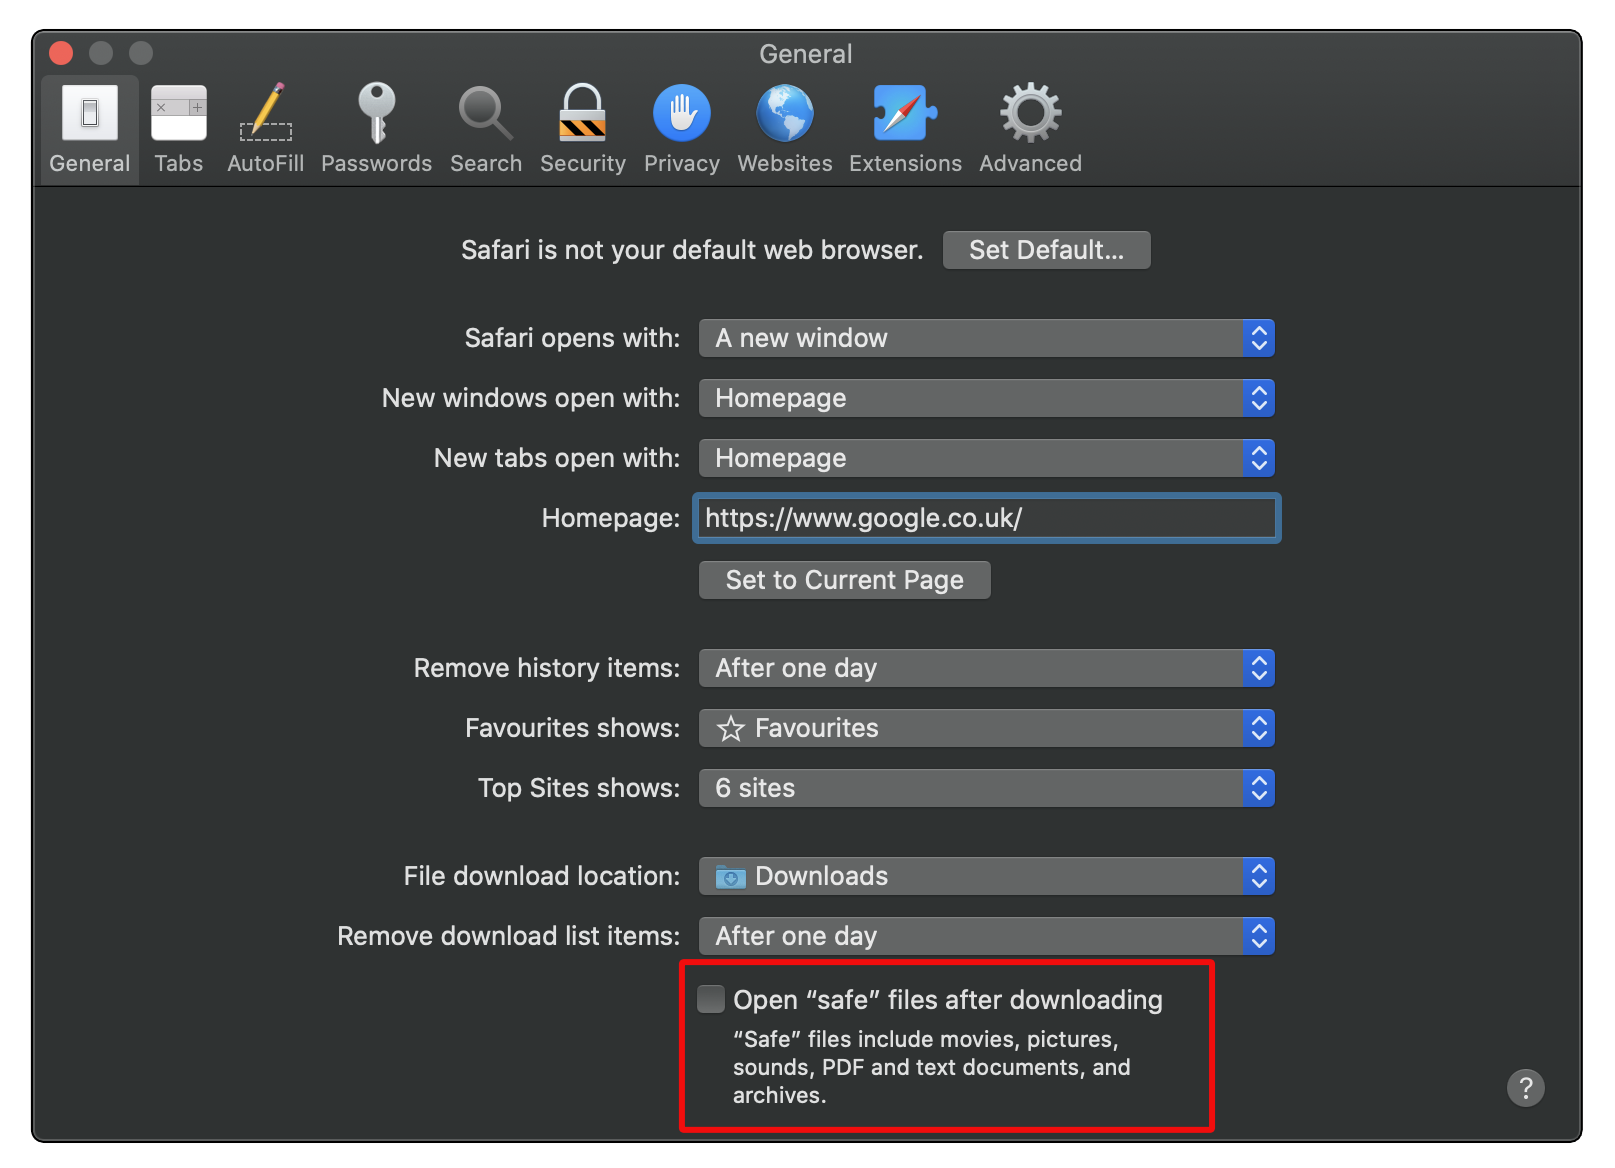 General
General Tabs AutoFill Passwords Search Security Privacy Websites Extensions Advanced
Safari is not your default web browser. Set Default...
Safari opens with: A new window
New windows open with: Homepage
New tabs open with: Homepage
Homepage: https://www.google.co.uk/
Set to Current Page
Remove history items: After one day
Favourites shows: Favourites
Top Sites shows: 6 sites
File download location: Downloads
Remove download list items: After one day
Open “safe” files after downloading
“Safe” files include movies, pictures,
sounds, PDF and text documents, and
archives.
?